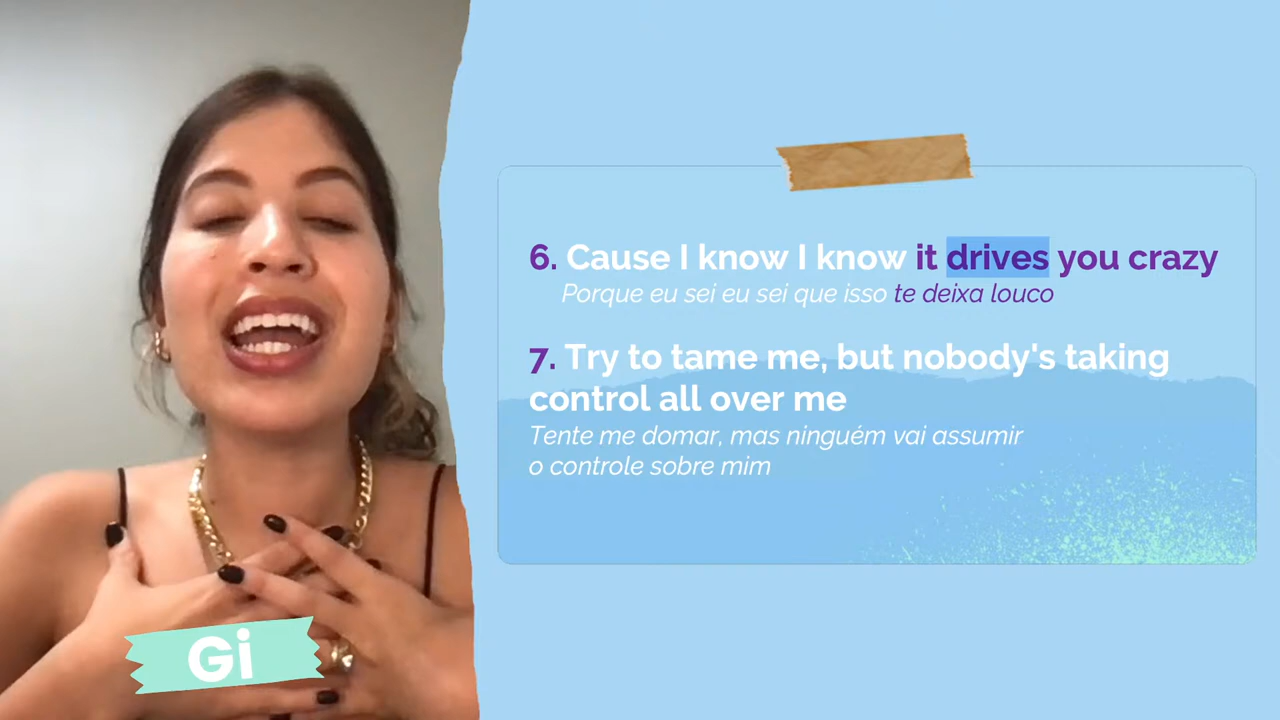 6. Cause I know I know it drives you crazy
Porque eu sei eu sei que isso te deixa louco
7. Try to tame me, but nobody's taking
control all over me
Tente me domar, mas ninguém vai assumir
o controle sobre mim
Gi